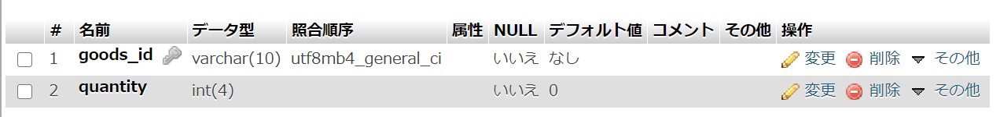 # 名前 データ型 照合順序 属性 NULL デフォルト値 コメント その他 操作
1 goods_id varchar(10) utf8mb4_general_ci いいえ なし 変更 削除 その他
2 quantity int(4) いいえ 0 変更 削除 その他